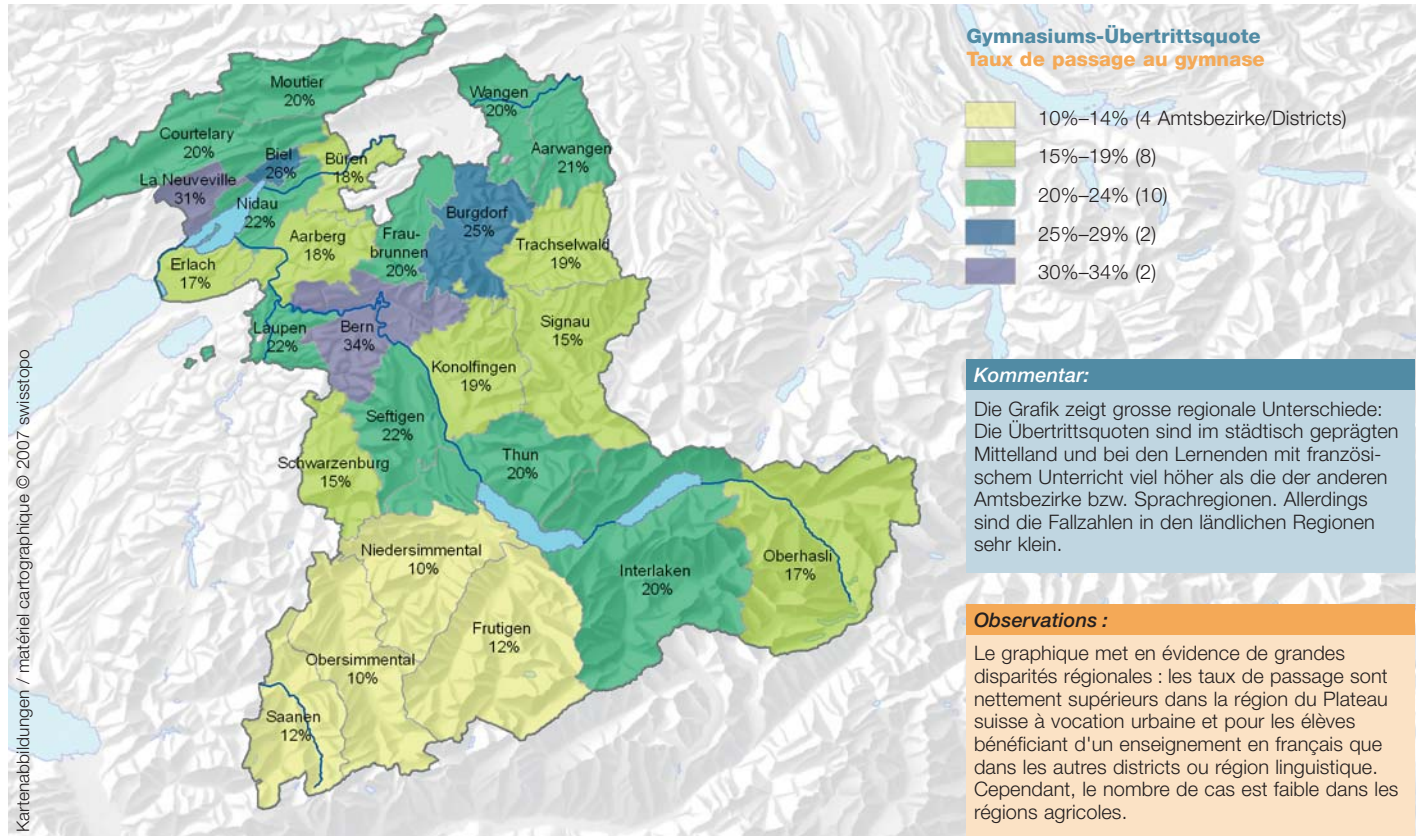 Gymnasiums-Übertrittsquote
Taux de passage au gymnase
10%–14% (4 Amtsbezirke/Districts)
15%–19% (8)
20%–24% (10)
25%–29% (2)
30%–34% (2)
Moutier
20%
Courtelary
20%
La Neuveville
31%
Biel
26%
Büren
18%
Nidau
22%
Wangen
20%
Aarwangen
21%
Aarberg
18%
Frau-
brunnen
20%
Burgdorf
25%
Trachselwald
19%
Erlach
17%
Laupen
22%
Bern
34%
Konolfingen
19%
Signau
15%
Seftigen
22%
Schwarzenburg
15%
Thun
20%
Niedersimmental
10%
Interlaken
20%
Oberhasli
17%
Frutigen
12%
Obersimmental
10%
Saanen
12%
Kommentar:
Die Grafik zeigt grosse regionale Unterschiede:
Die Übertrittsquoten sind im städtisch geprägten
Mittelland und bei den Lernenden mit französi-
schem Unterricht viel höher als die der anderen
Amtsbezirke bzw. Sprachregionen. Allerdings
sind die Fallzahlen in den ländlichen Regionen
sehr klein.
Observations :
Le graphique met en évidence de grandes
disparités régionales : les taux de passage sont
nettement supérieurs dans la région du Plateau
suisse à vocation urbaine et pour les élèves
bénéficiant d'un enseignement en français que
dans les autres districts ou région linguistique.
Cependant, le nombre de cas est faible dans les
régions agricoles.
Kartenabbildungen / matériel cartographique © 2007 swisstopo